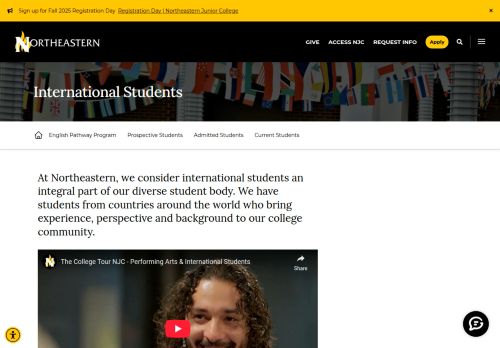 Sign up for Fall 2025 Registration Day Registration Day | Northeastern Junior College ×
NORTHEASTERN GIVE ACCESS NJC REQUEST INFO Apply
International Students
English Pathway Program Prospective Students Admitted Students Current Students
At Northeastern, we consider international students an
integral part of our diverse student body. We have
students from countries around the world who bring
experience, perspective and background to our college
community.
The College Tour NJC - Performing Arts & International Students
Share